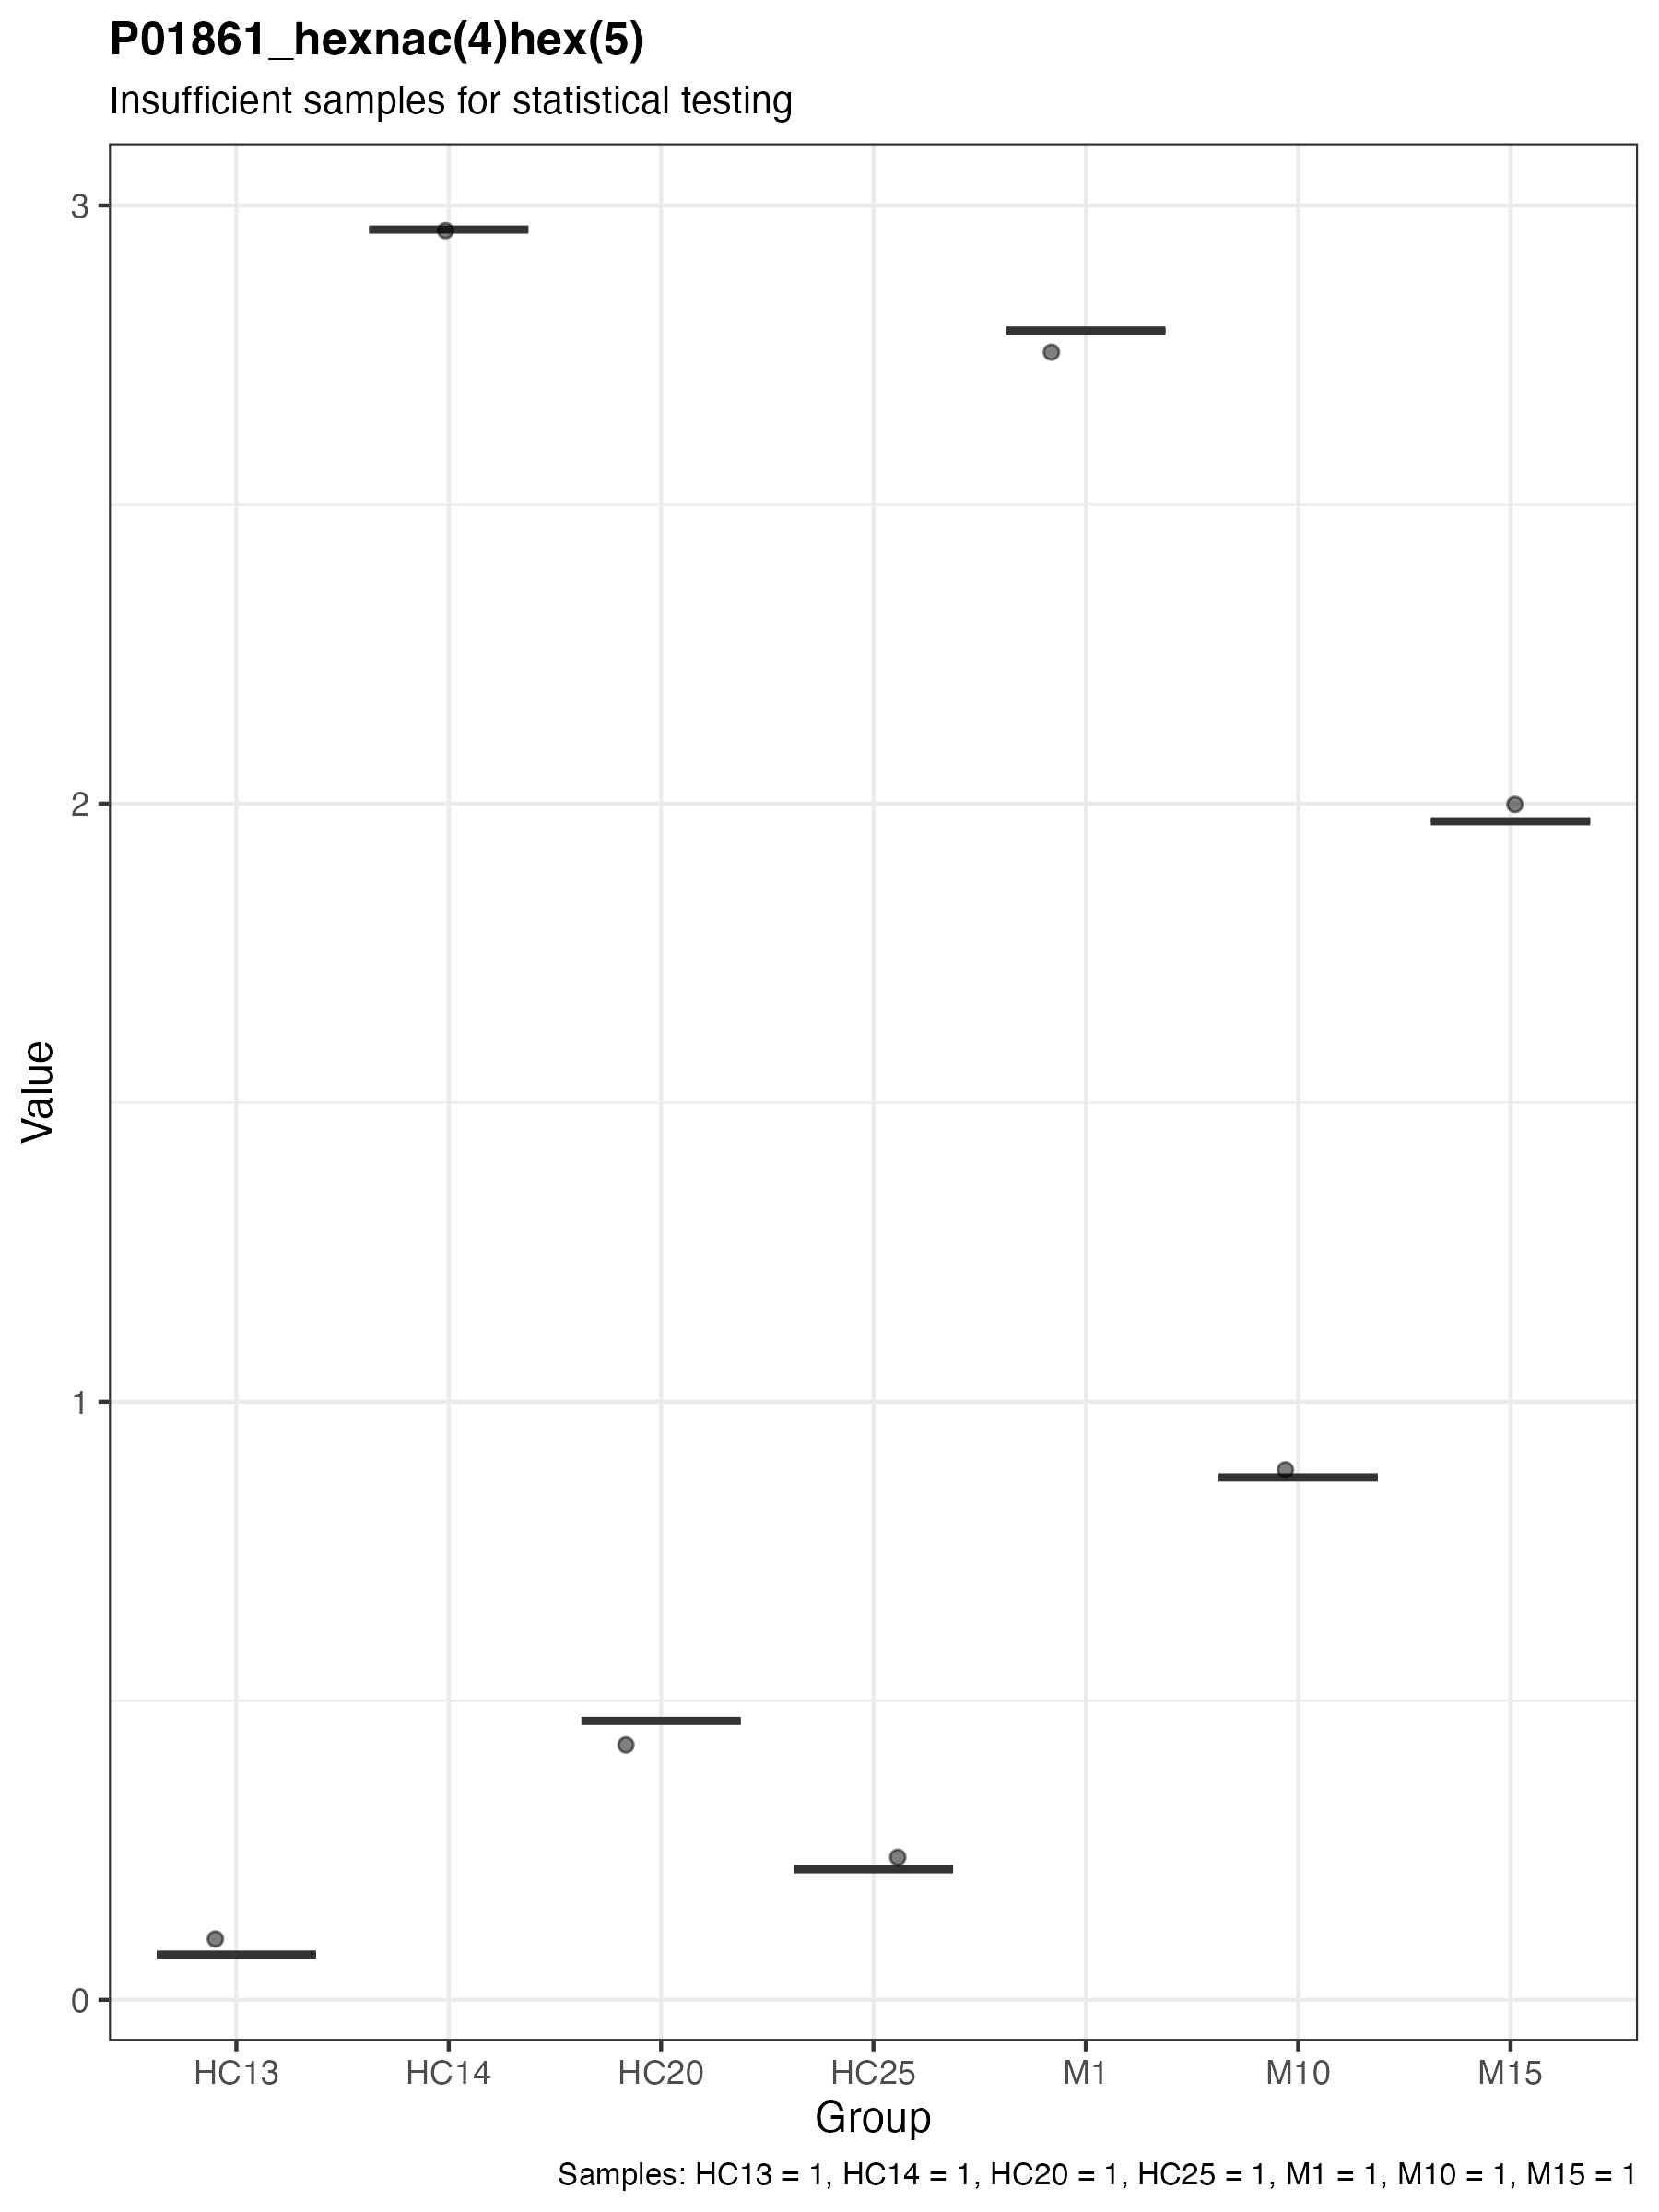 P01861_hexnac(4)hex(5)
Insufficient samples for statistical testing
3
2
1
0
Value
HC13 HC14 HC20 HC25 M1 M10 M15
Group
Samples: HC13 = 1, HC14 = 1, HC20 = 1, HC25 = 1, M1 = 1, M10 = 1, M15 = 1